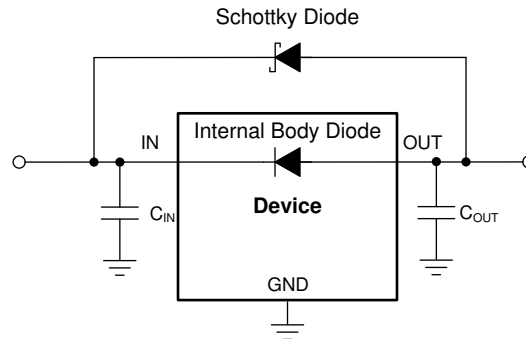 Schottky Diode
Internal Body Diode
IN
OUT
Device
CIN
COUT
GND